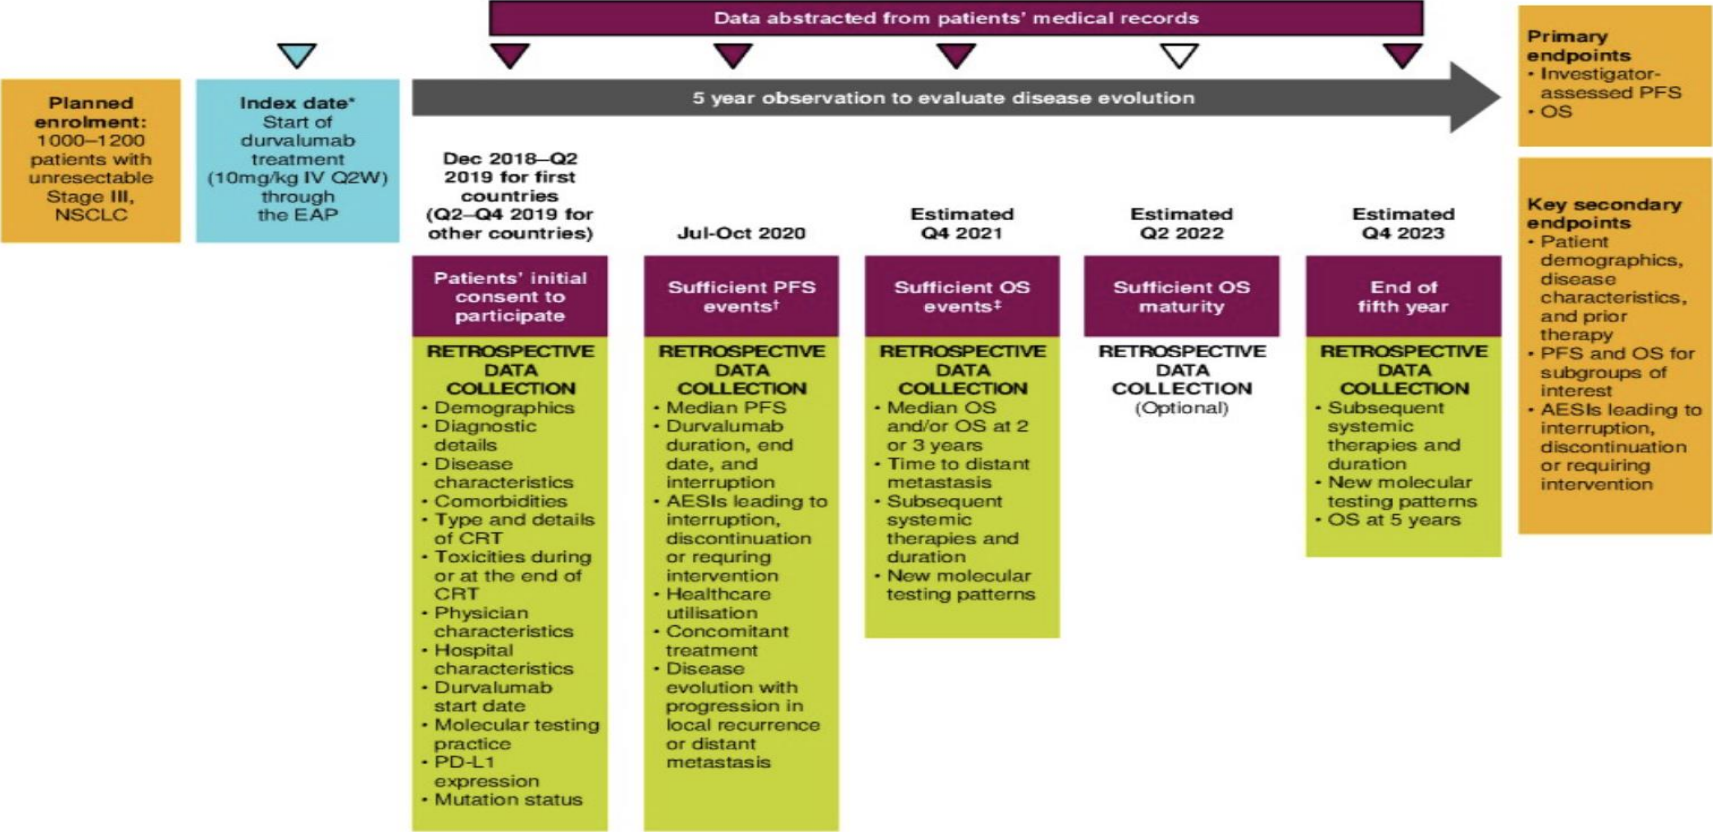 Data abstracted from patients’ medical records
5 year observation to evaluate disease evolution
Planned
enrolment:
1000–1200
patients with
unresectable
Stage III,
NSCLC
Index date*
Start of
durvalumab
treatment
(10mg/kg IV Q2W)
through
the EAP
Dec 2018–Q2
2019 for first
countries
(Q2–Q4 2019 for
other countries)
Patients’ initial
consent to
participate
RETROSPECTIVE
DATA
COLLECTION
• Demographics
• Diagnostic
details
• Disease
characteristics
• Comorbidities
• Type and details
of CRT
• Toxicities during
or at the end of
CRT
• Physician
characteristics
• Hospital
characteristics
• Durvalumab
start date
• Molecular testing
practice
• PD-L1
expression
• Mutation status
Jul-Oct 2020
Sufficient PFS
events†
RETROSPECTIVE
DATA
COLLECTION
• Median PFS
• Durvalumab
duration, end
date, and
interruption
• AESIs leading to
interruption,
discontinuation
or requring
intervention
• Healthcare
utilisation
• Concomitant
treatment
• Disease
evolution with
progression in
local recurrence
or distant
metastasis
Estimated
Q4 2021
Sufficient OS
events‡
RETROSPECTIVE
DATA
COLLECTION
• Median OS
and/or OS at 2
or 3 years
• Time to distant
metastasis
• Subsequent
systemic
therapies and
duration
• New molecular
testing patterns
Estimated
Q2 2022
Sufficient OS
maturity
RETROSPECTIVE
DATA
COLLECTION
(Optional)
Estimated
Q4 2023
End of
fifth year
RETROSPECTIVE
DATA
COLLECTION
• Subsequent
systemic
therapies and
duration
• New molecular
testing patterns
• OS at 5 years
Primary
endpoints
• Investigator-
assessed PFS
• OS
Key secondary
endpoints
• Patient
demographics,
disease
characteristics,
and prior
therapy
• PFS and OS for
subgroups of
interest
• AESIs leading to
interruption,
discontinuation
or requiring
intervention